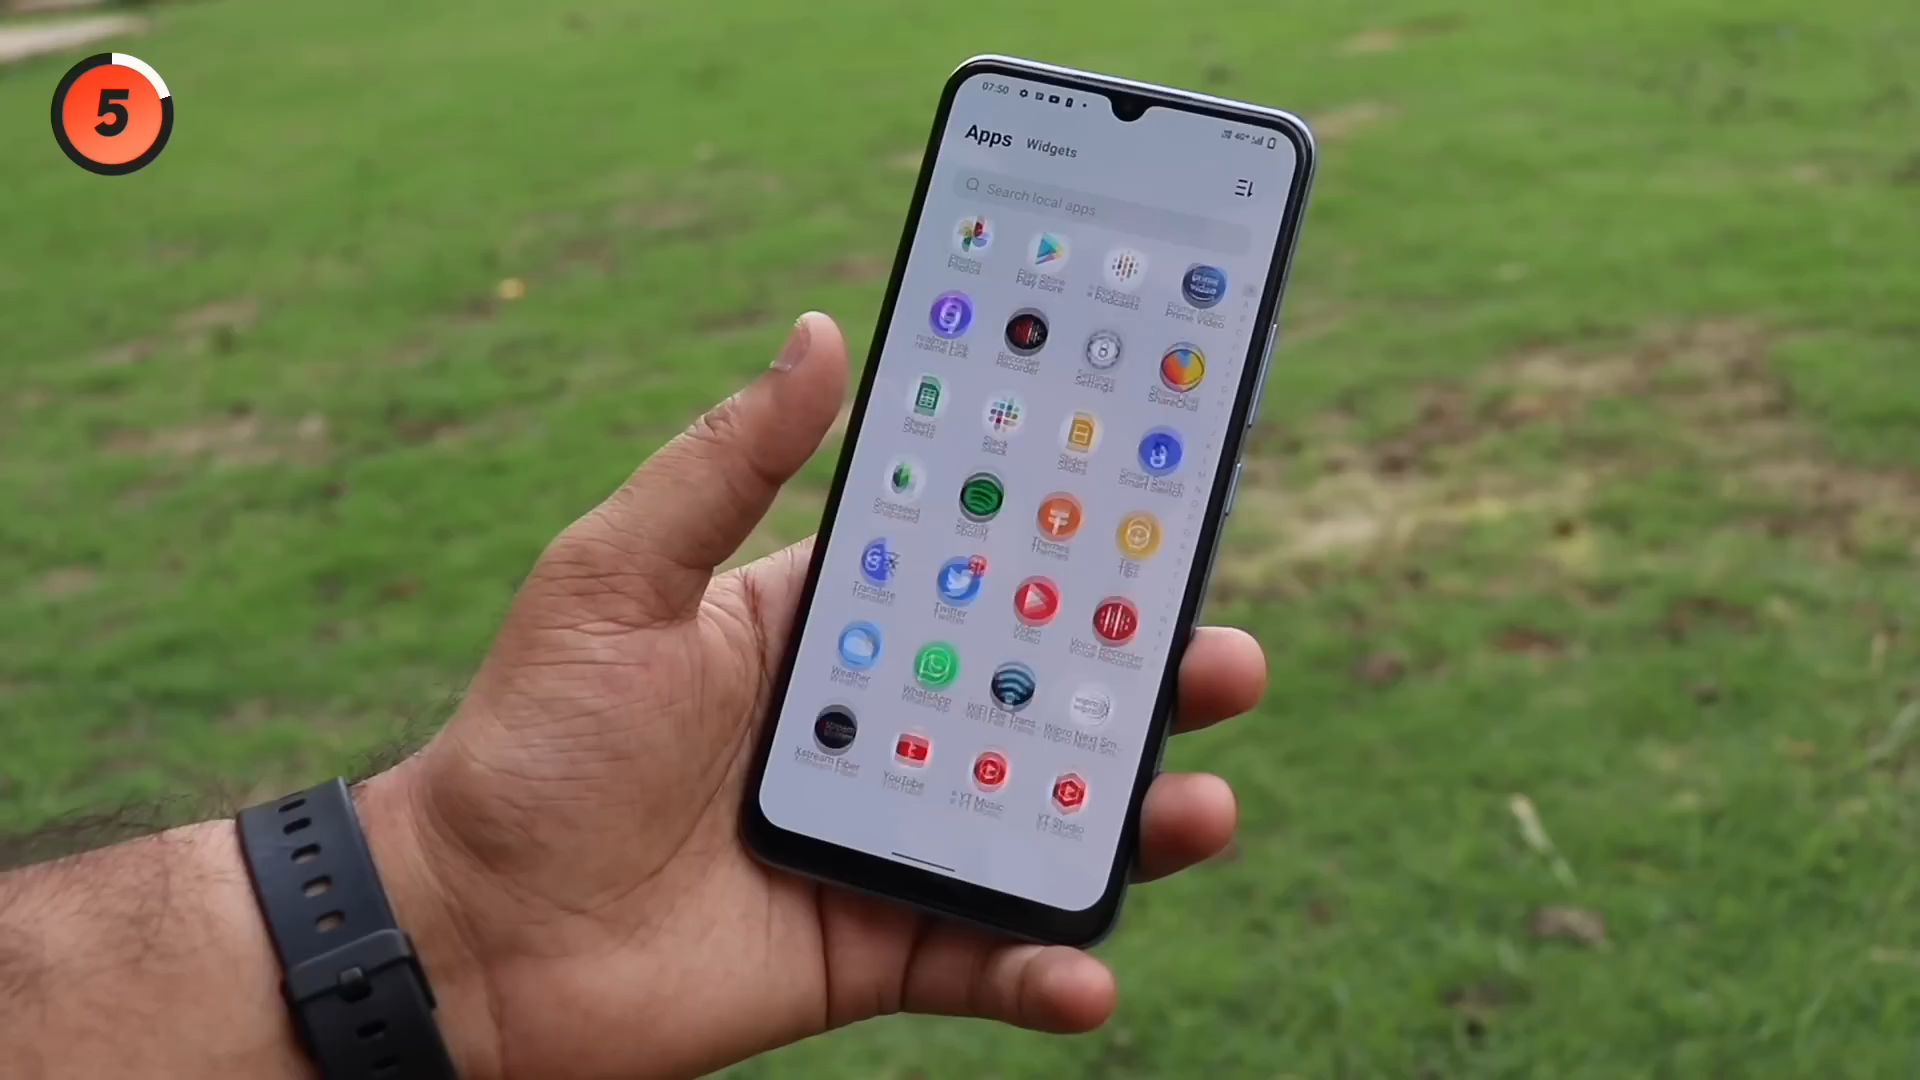 5
07:50
4G+
Apps Widgets
Search local apps
Photos Play Store Podcasts Prime Video
realme Link Recorder Settings ShareChat
Sheets Slack Slides Smart Switch
Snapseed Spotify Themes Tips
Translate Twitter Video Voice Recorder
Weather WhatsApp WiFi File Trans... Wipro Next Sm...
Xstream Fiber YouTube YT Music YT Studio